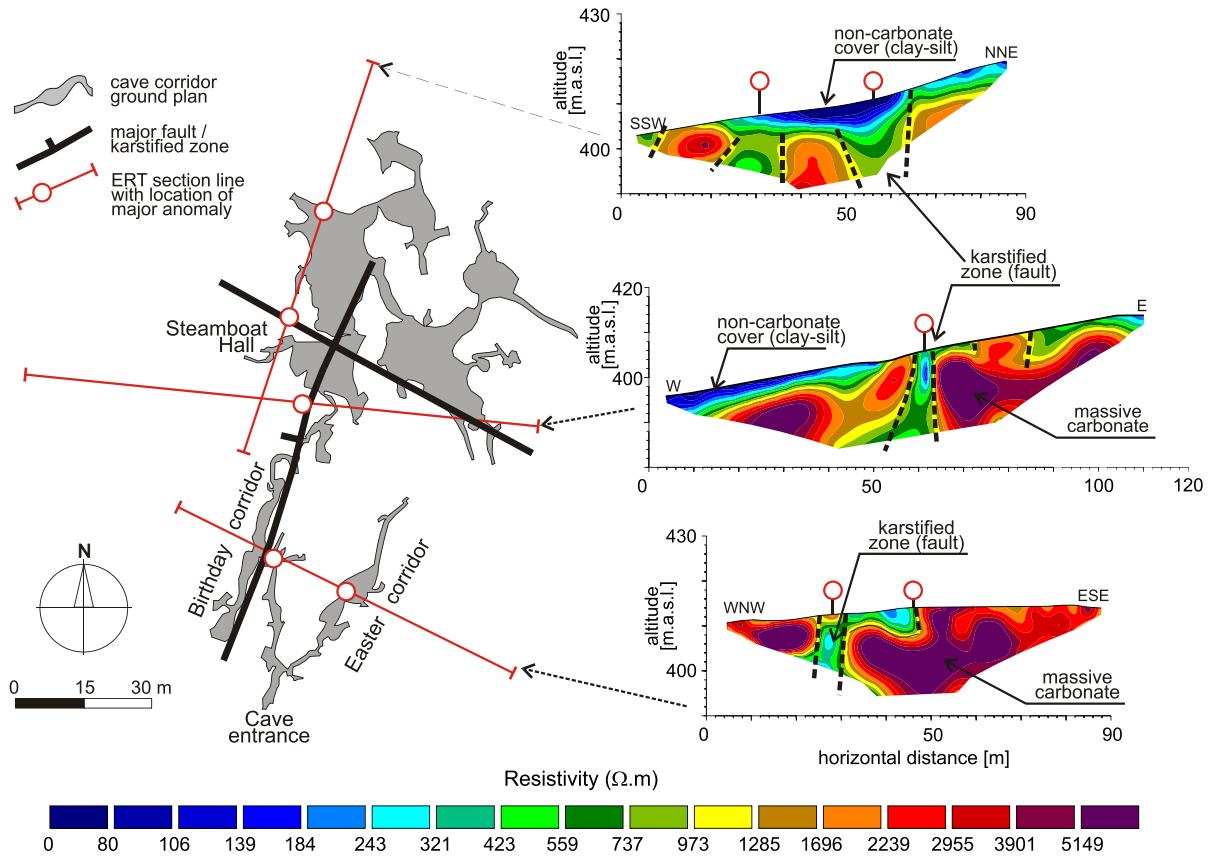 cave corridor
ground plan
major fault /
karstified zone
ERT section line
with location of
major anomaly
Steamboat
Hall
Birthday
corridor
Easter
corridor
Cave
entrance
N
0 15 30 m
430
400
altitude
[m.a.s.l.]
SSW
NNE
non-carbonate
cover (clay-silt)
0 50 90
karstified
zone (fault)
420
400
altitude
[m.a.s.l.]
W
E
non-carbonate
cover (clay-silt)
massive
carbonate
0 50 100 120
430
400
altitude
[m.a.s.l.]
WNW
ESE
karstified
zone (fault)
massive
carbonate
0 50 90
horizontal distance [m]
Resistivity (Ω.m)
0 80 106 139 184 243 321 423 559 737 973 1285 1696 2239 2955 3901 5149